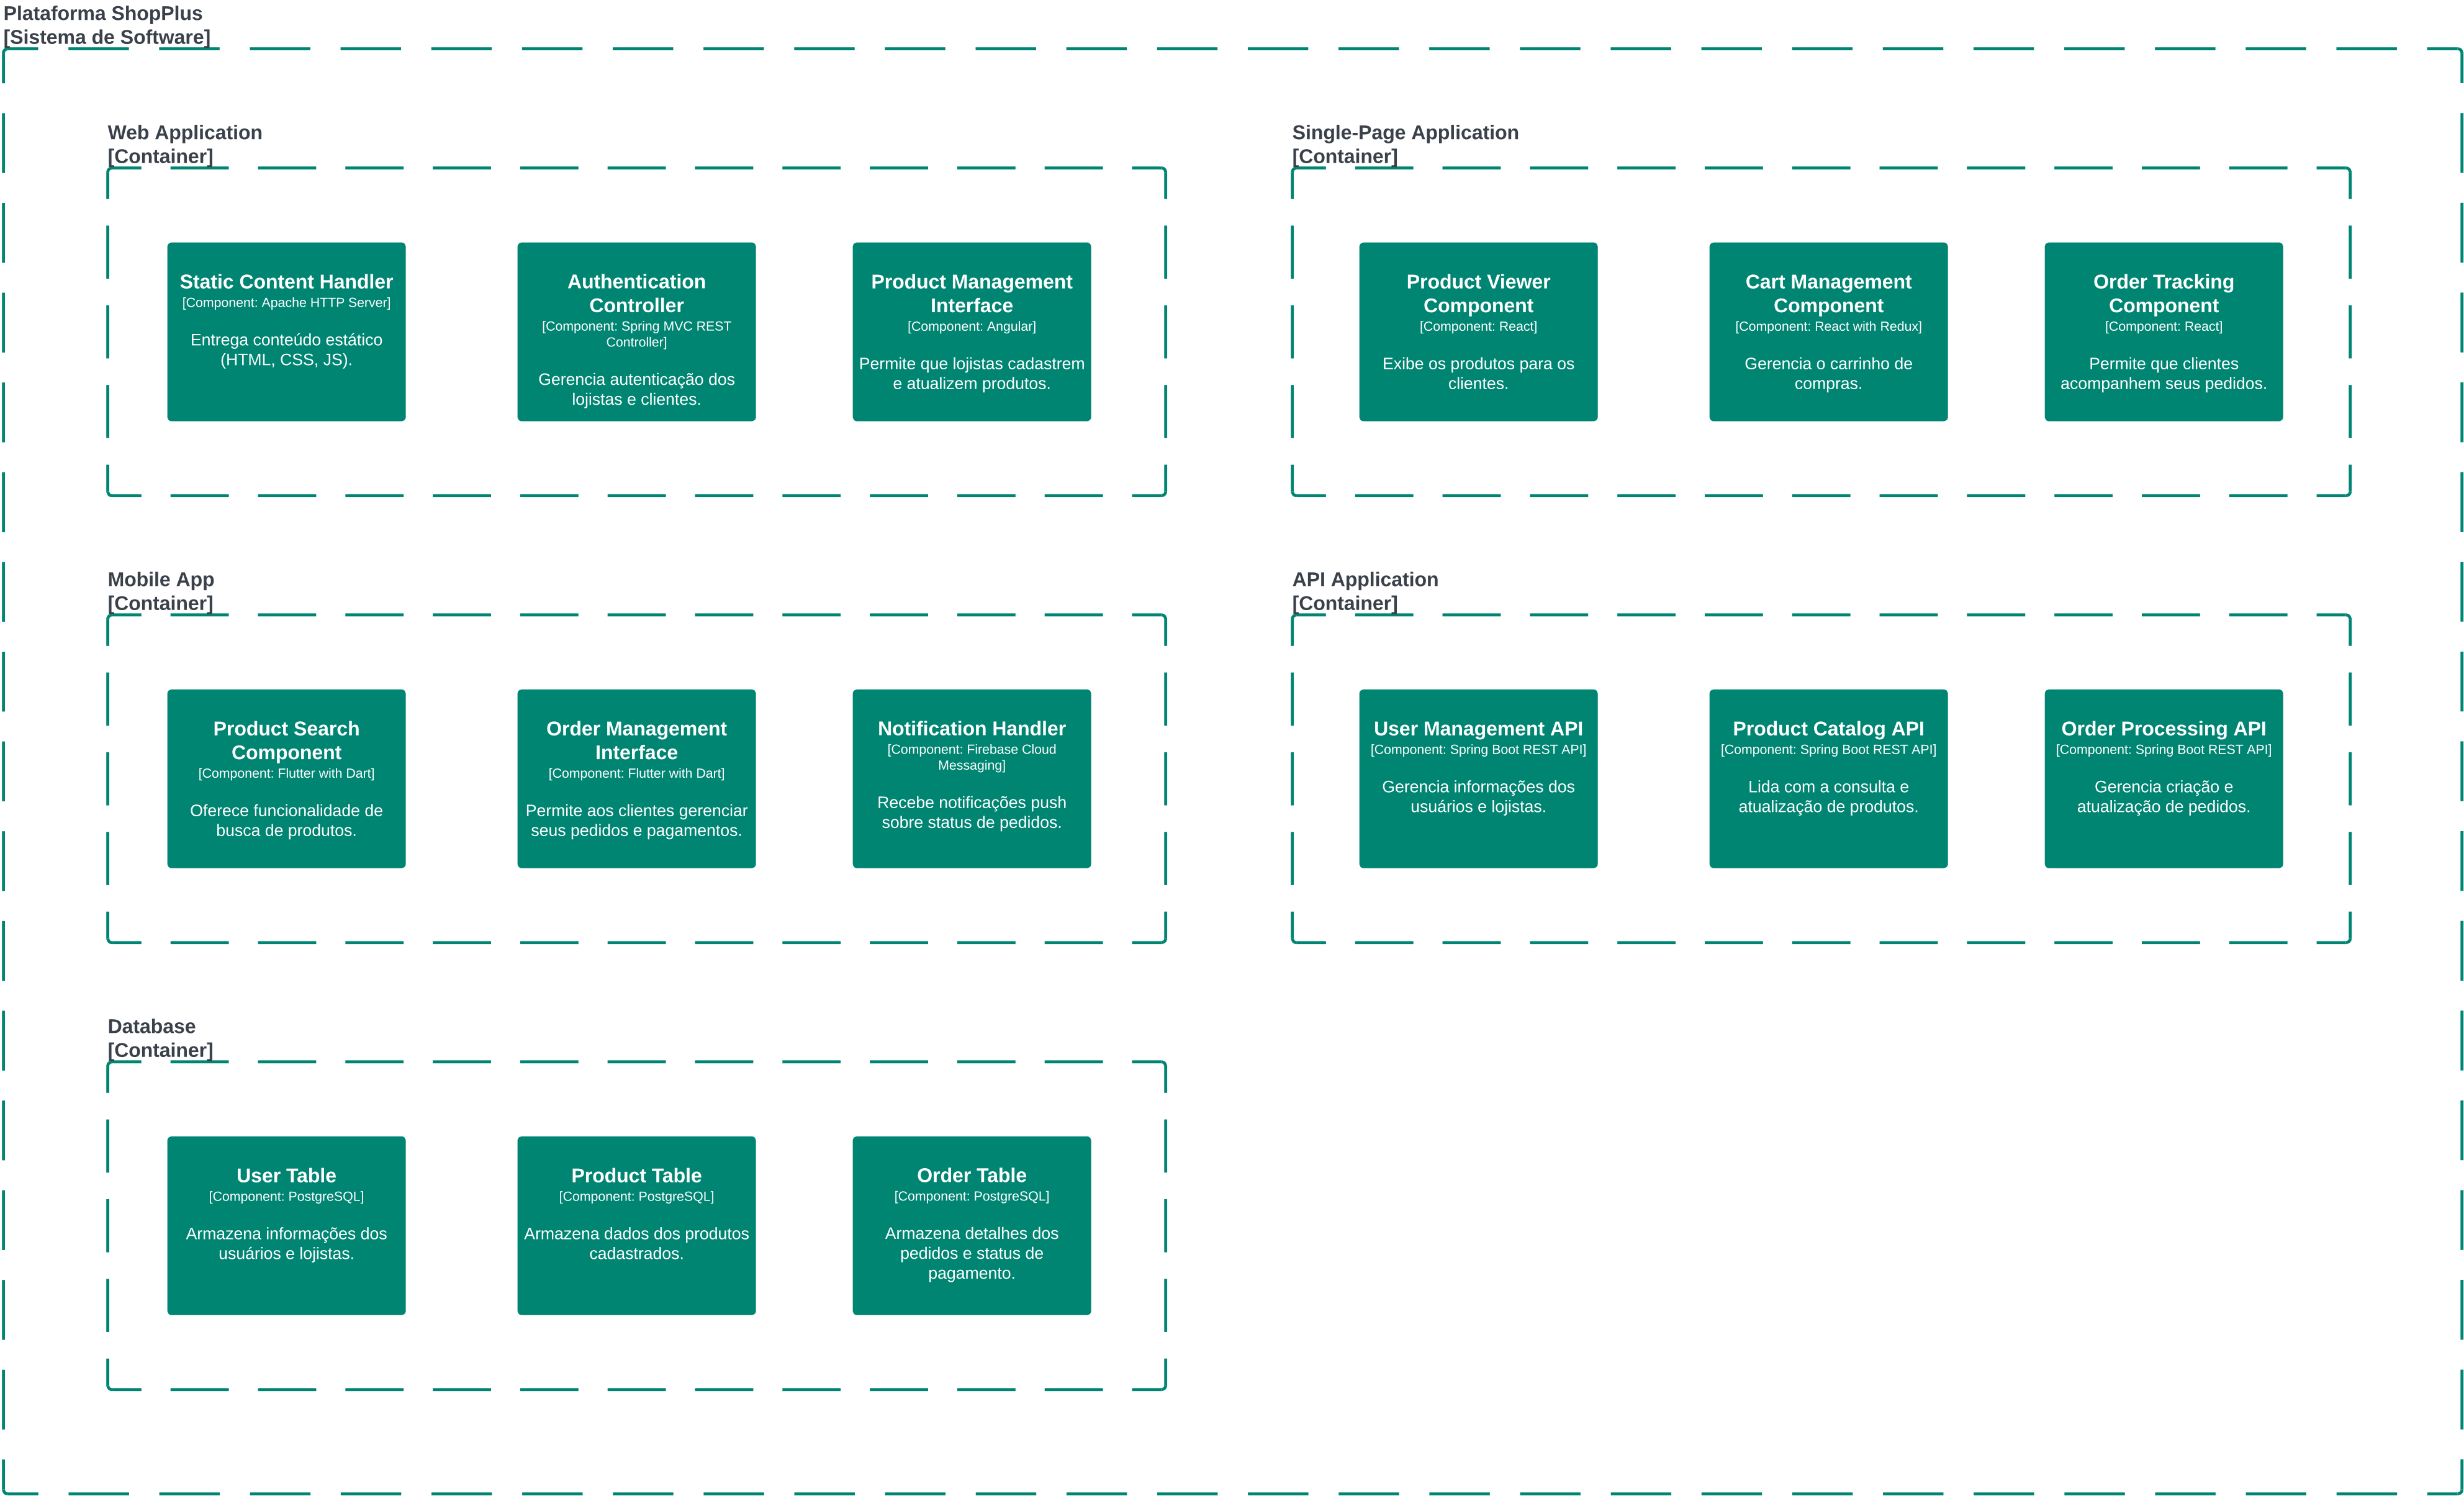 Plataforma ShopPlus
[Sistema de Software]
Web Application
[Container]
Static Content Handler
[Component: Apache HTTP Server]
Entrega conteúdo estático
(HTML, CSS, JS).
Authentication
Controller
[Component: Spring MVC REST
Controller]
Gerencia autenticação dos
lojistas e clientes.
Product Management
Interface
[Component: Angular]
Permite que lojistas cadastrem
e atualizem produtos.
Single-Page Application
[Container]
Product Viewer
Component
[Component: React]
Exibe os produtos para os
clientes.
Cart Management
Component
[Component: React with Redux]
Gerencia o carrinho de
compras.
Order Tracking
Component
[Component: React]
Permite que clientes
acompanhem seus pedidos.
Mobile App
[Container]
Product Search
Component
[Component: Flutter with Dart]
Oferece funcionalidade de
busca de produtos.
Order Management
Interface
[Component: Flutter with Dart]
Permite aos clientes gerenciar
seus pedidos e pagamentos.
Notification Handler
[Component: Firebase Cloud
Messaging]
Recebe notificações push
sobre status de pedidos.
API Application
[Container]
User Management API
[Component: Spring Boot REST API]
Gerencia informações dos
usuários e lojistas.
Product Catalog API
[Component: Spring Boot REST API]
Lida com a consulta e
atualização de produtos.
Order Processing API
[Component: Spring Boot REST API]
Gerencia criação e
atualização de pedidos.
Database
[Container]
User Table
[Component: PostgreSQL]
Armazena informações dos
usuários e lojistas.
Product Table
[Component: PostgreSQL]
Armazena dados dos produtos
cadastrados.
Order Table
[Component: PostgreSQL]
Armazena detalhes dos
pedidos e status de
pagamento.